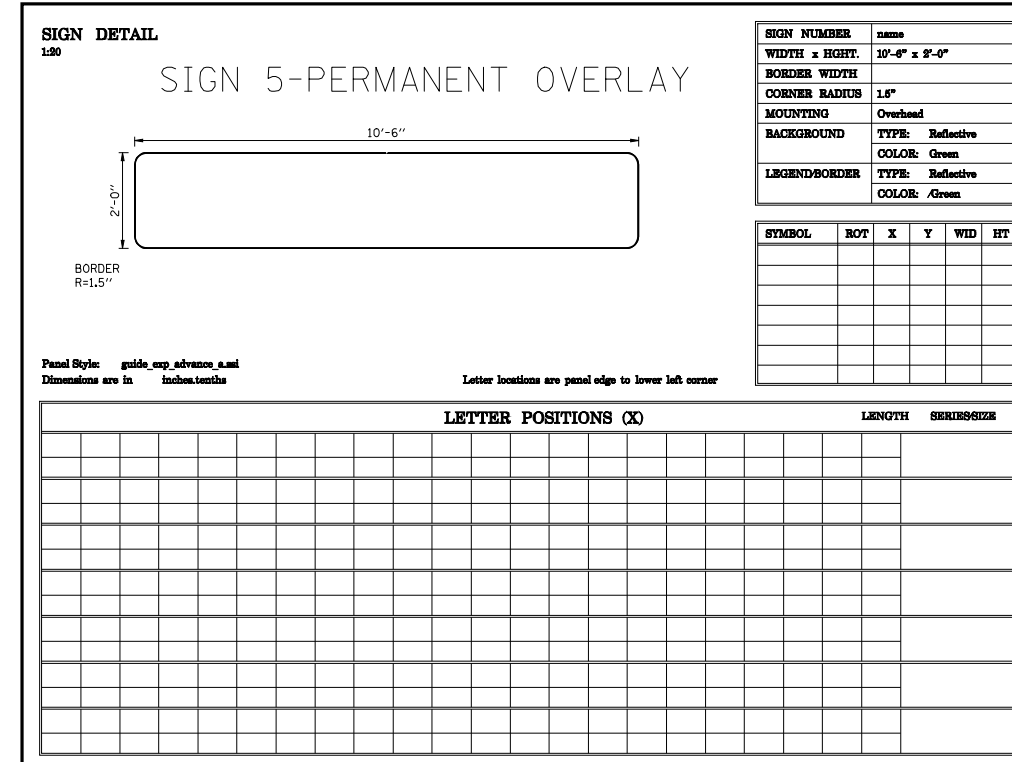 SIGN DETAIL
1:20
SIGN 5-PERMANENT OVERLAY
10'-6"
2'-0"
BORDER
R=1.5"
Panel Style: guide_exp_advance_a.ssi
Dimensions are in inches.tenths
Letter locations are panel edge to lower left corner
SIGN NUMBER name
WIDTH x HGHT. 10'-6" x 2'-0"
BORDER WIDTH
CORNER RADIUS 1.5"
MOUNTING Overhead
BACKGROUND TYPE: Reflective
COLOR: Green
LEGEND/BORDER TYPE: Reflective
COLOR: /Green
SYMBOL ROT X Y WID HT
LETTER POSITIONS (X) LENGTH SERIES/SIZE